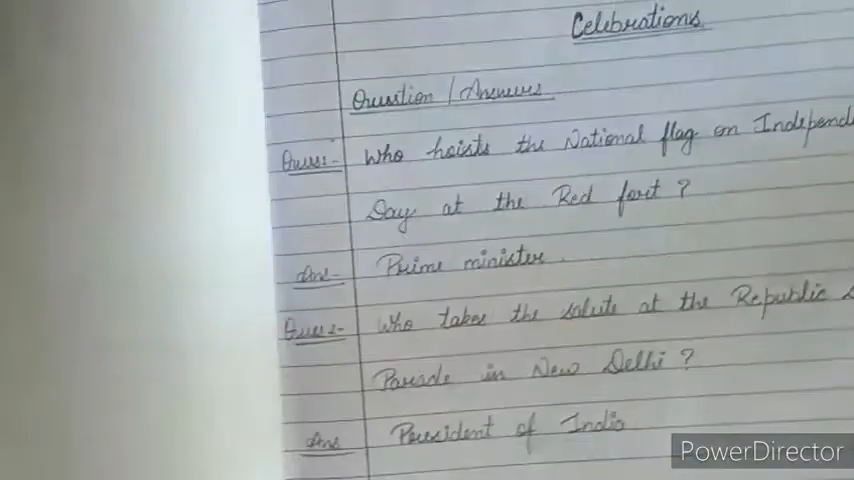 Celebrations
Question / Answers
Ques:- Who hoists the National flag on Independ
Day at the Red fort ?
Ans- Prime minister.
Ques 2- Who takes the salute at the Republic
Parade in New Delhi ?
Ans President of India
PowerDirector